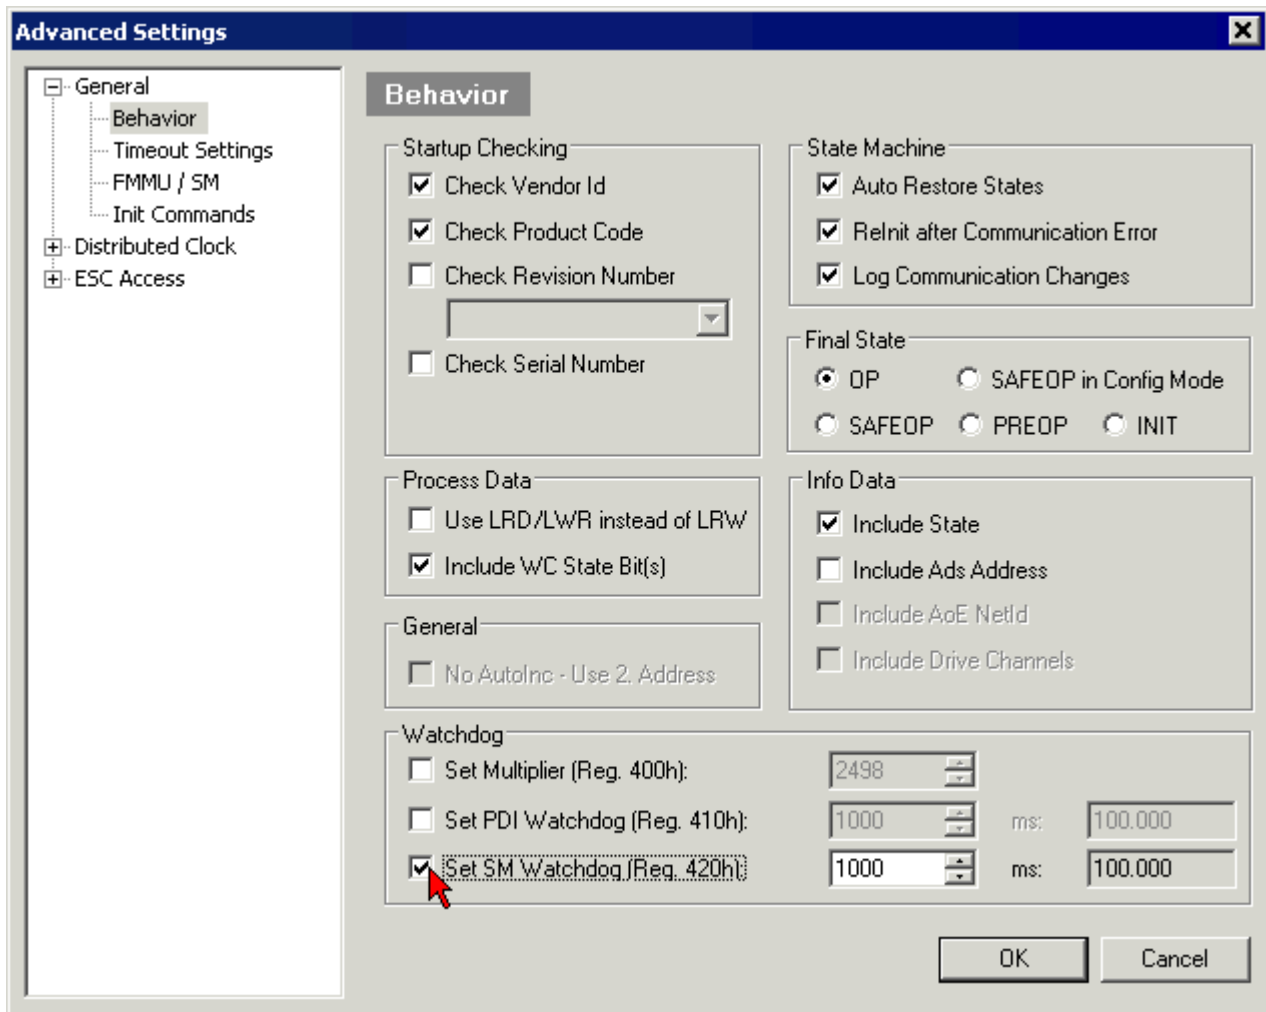 Advanced Settings
General
Behavior
Timeout Settings
FMMU / SM
Init Commands
Distributed Clock
ESC Access
Behavior
Startup Checking
Check Vendor Id
Check Product Code
Check Revision Number
Check Serial Number
State Machine
Auto Restore States
ReInit after Communication Error
Log Communication Changes
Final State
OP SAFEOP in Config Mode
SAFEOP PREOP INIT
Process Data
Use LRD/LWR instead of LRW
Include WC State Bit(s)
Info Data
Include State
Include Ads Address
Include AoE NetId
Include Drive Channels
General
No AutoInc - Use 2. Address
Watchdog
Set Multiplier (Reg. 400h): 2498
Set PDI Watchdog (Reg. 410h): 1000 ms: 100.000
Set SM Watchdog (Reg. 420h): 1000 ms: 100.000
OK Cancel